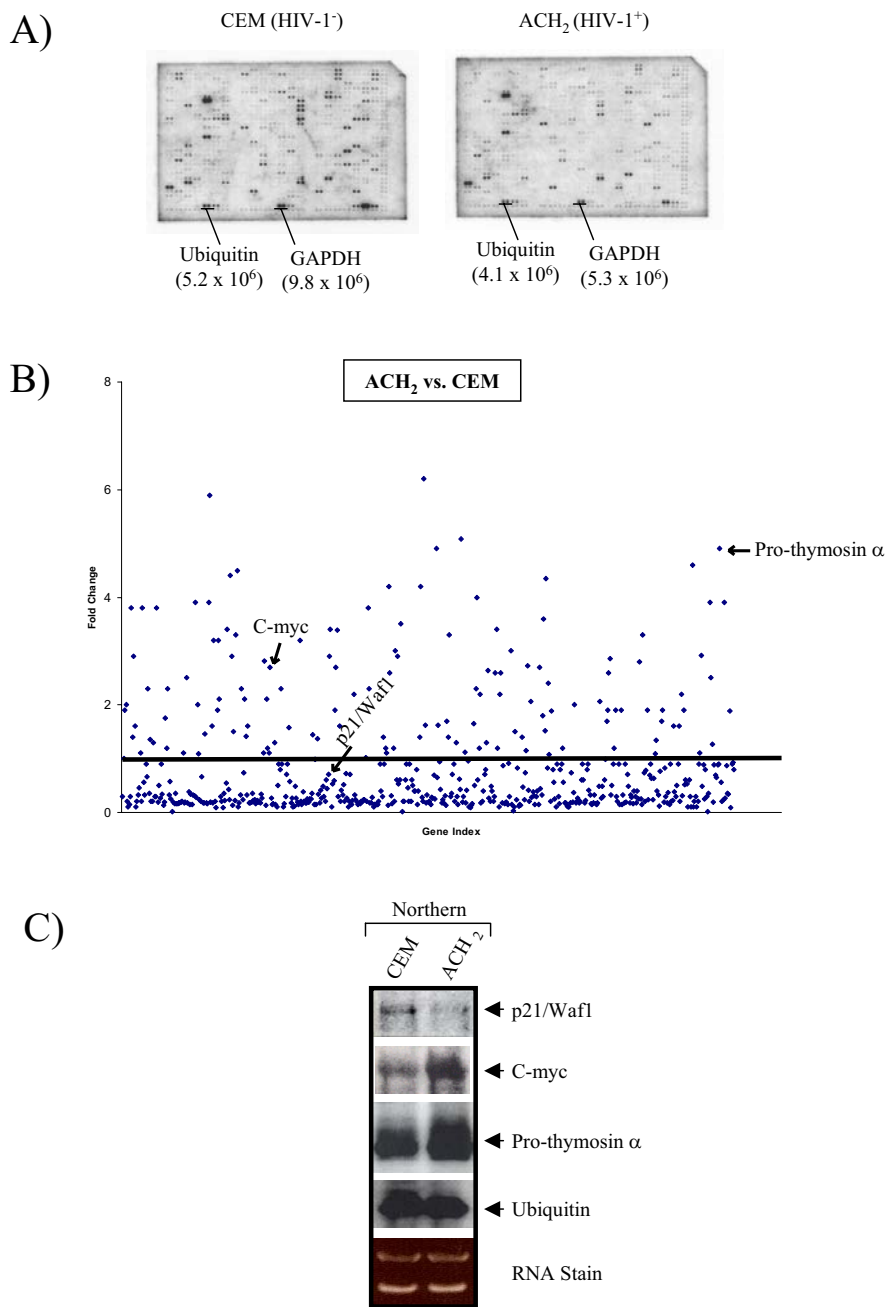 A)
CEM (HIV-1⁻)
ACH₂ (HIV-1⁺)
Ubiquitin
(5.2 x 10⁶)
GAPDH
(9.8 x 10⁶)
Ubiquitin
(4.1 x 10⁶)
GAPDH
(5.3 x 10⁶)
B)
ACH₂ vs. CEM
8
6
4
2
0
Fold Change
Pro-thymosin α
C-myc
p21/Waf1
Gene Index
C)
Northern
CEM
ACH₂
p21/Waf1
C-myc
Pro-thymosin α
Ubiquitin
RNA Stain